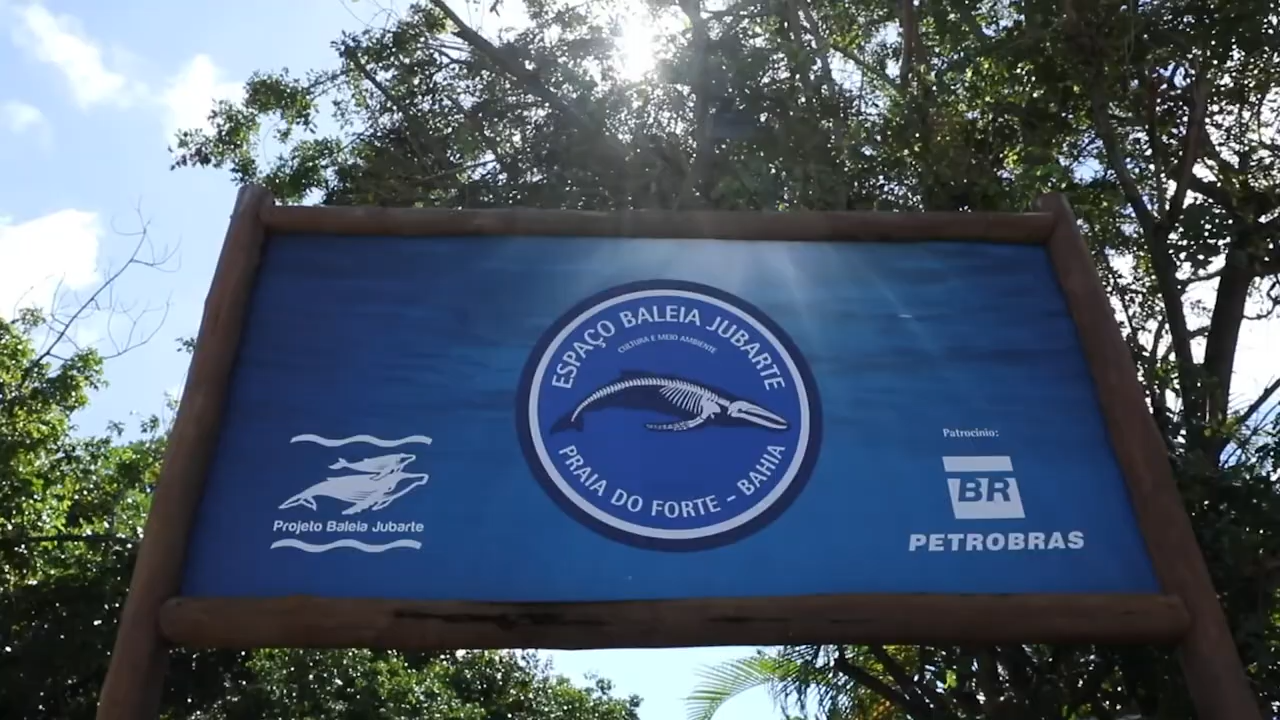 ESPAÇO BALEIA JUBARTE
CULTURA E MEIO AMBIENTE
PRAIA DO FORTE - BAHIA
Projeto Baleia Jubarte
Patrocínio:
BR
PETROBRAS